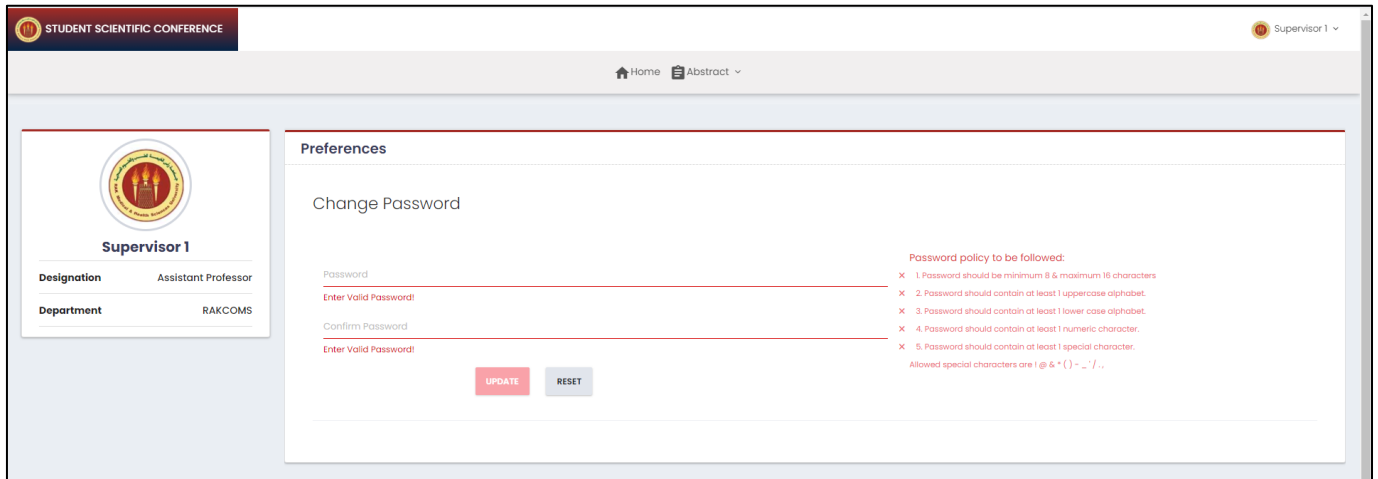 STUDENT SCIENTIFIC CONFERENCE
Supervisor 1
Home Abstract
Supervisor 1
Designation Assistant Professor
Department RAKCOMS
Preferences
Change Password
Password
Enter Valid Password!
Confirm Password
Enter Valid Password!
UPDATE RESET
Password policy to be followed:
× 1. Password should be minimum 8 & maximum 16 characters
× 2. Password should contain at least 1 uppercase alphabet.
× 3. Password should contain at least 1 lower case alphabet.
× 4. Password should contain at least 1 numeric character.
× 5. Password should contain at least 1 special character.
Allowed special characters are ! @ & * ( ) - _ ` / . ,